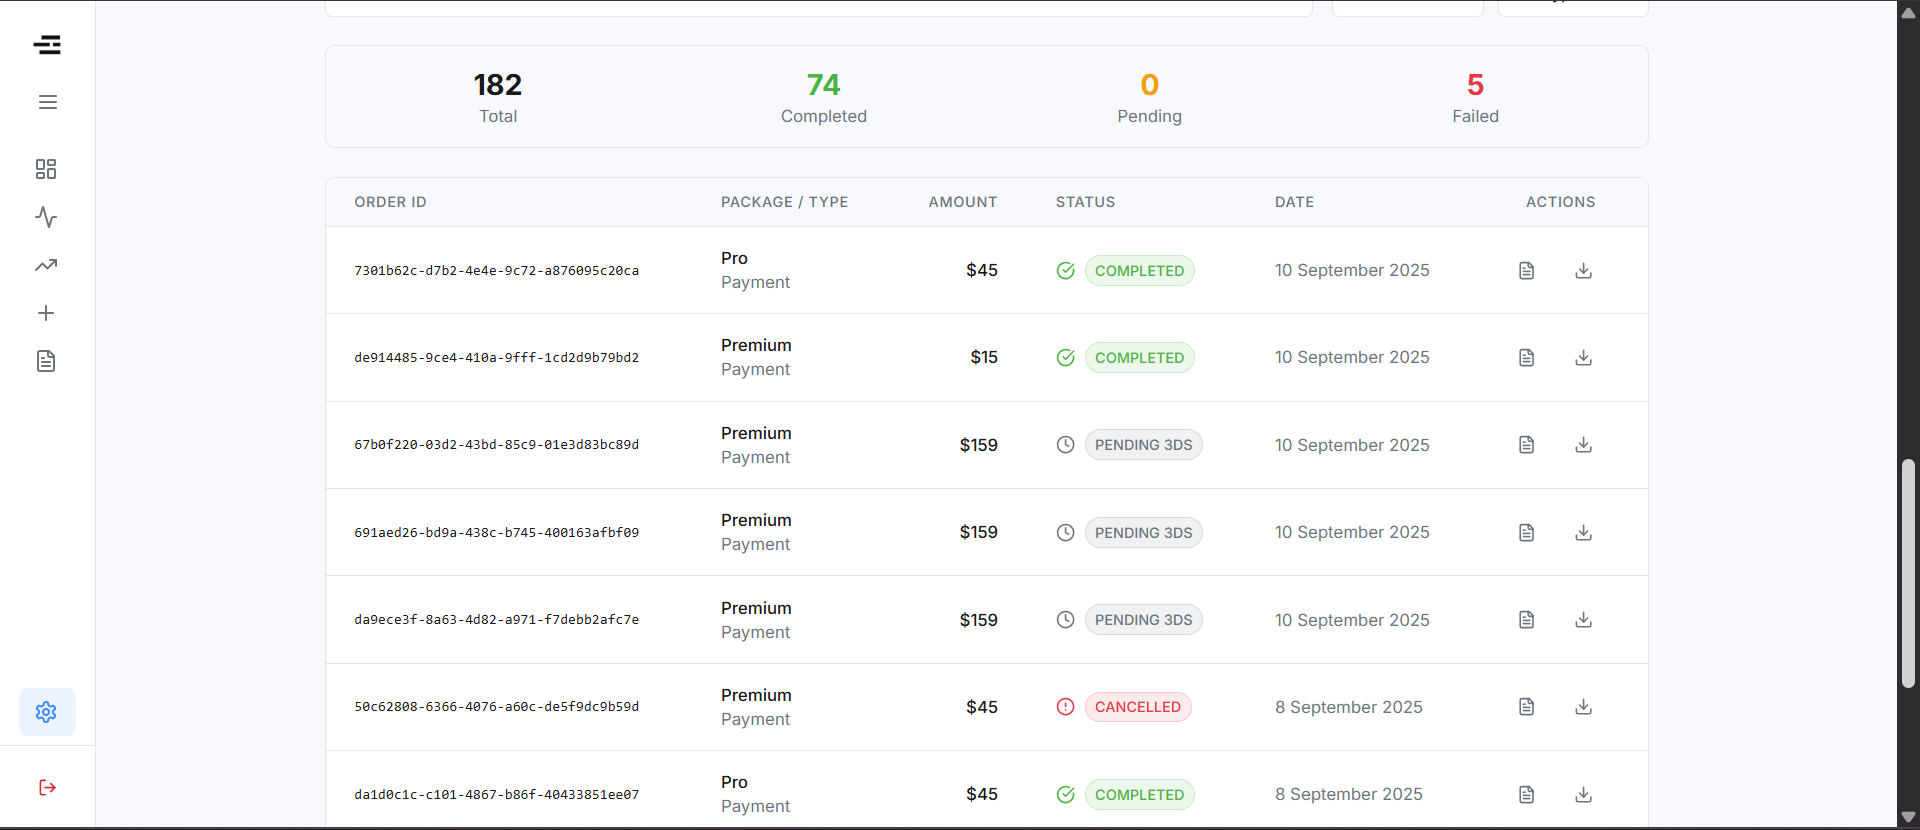 182
Total
74
Completed
0
Pending
5
Failed
ORDER ID PACKAGE / TYPE AMOUNT STATUS DATE ACTIONS
7301b62c-d7b2-4e4e-9c72-a876095c20ca Pro $45 COMPLETED 10 September 2025
Payment
de914485-9ce4-410a-9fff-1cd2d9b79bd2 Premium $15 COMPLETED 10 September 2025
Payment
67b0f220-03d2-43bd-85c9-01e3d83bc89d Premium $159 PENDING 3DS 10 September 2025
Payment
691aed26-bd9a-438c-b745-400163afbf09 Premium $159 PENDING 3DS 10 September 2025
Payment
da9ece3f-8a63-4d82-a971-f7debb2afc7e Premium $159 PENDING 3DS 10 September 2025
Payment
50c62808-6366-4076-a60c-de5f9dc9b59d Premium $45 CANCELLED 8 September 2025
Payment
da1d0c1c-c101-4867-b86f-40433851ee07 Pro $45 COMPLETED 8 September 2025
Payment